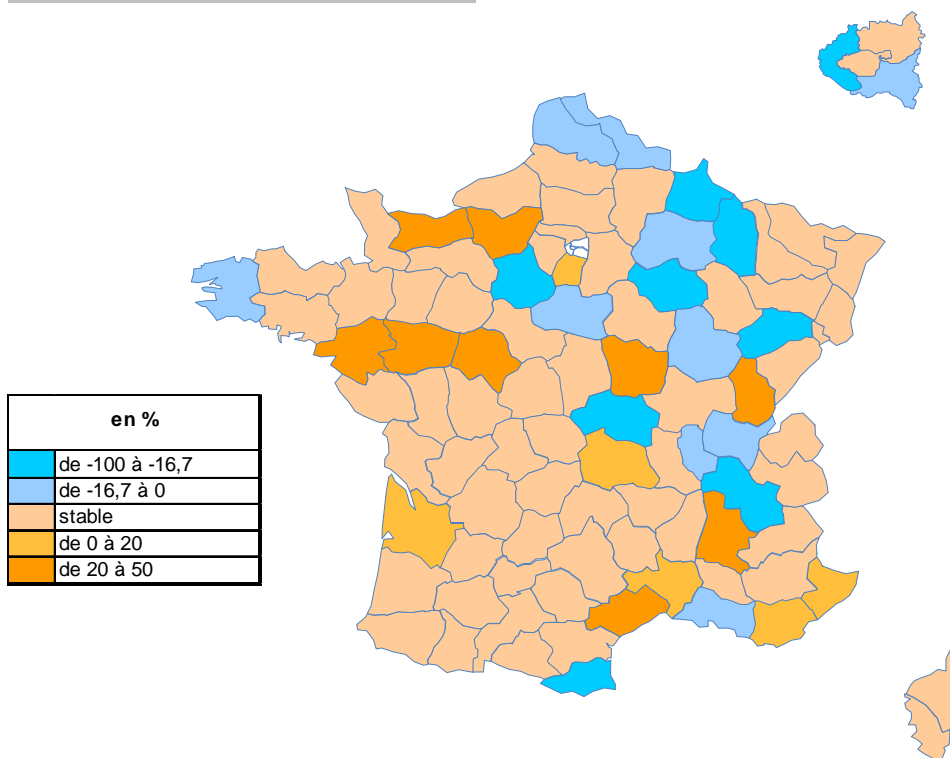 en %
de -100 à -16,7
de -16,7 à 0
stable
de 0 à 20
de 20 à 50